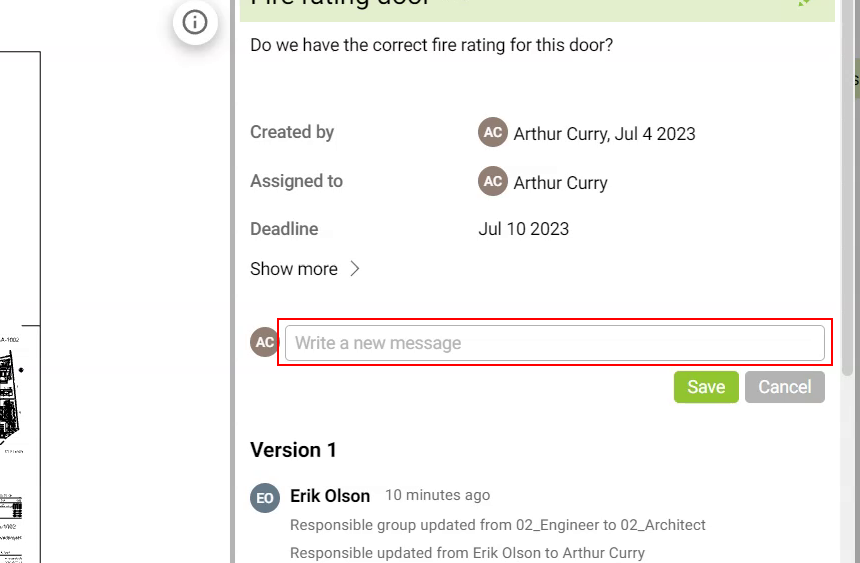 Fire rating door
Do we have the correct fire rating for this door?
Created by
AC Arthur Curry, Jul 4 2023
Assigned to
AC Arthur Curry
Deadline
Jul 10 2023
Show more
AC Write a new message
Save Cancel
Version 1
EO Erik Olson 10 minutes ago
Responsible group updated from 02_Engineer to 02_Architect
Responsible updated from Erik Olson to Arthur Curry